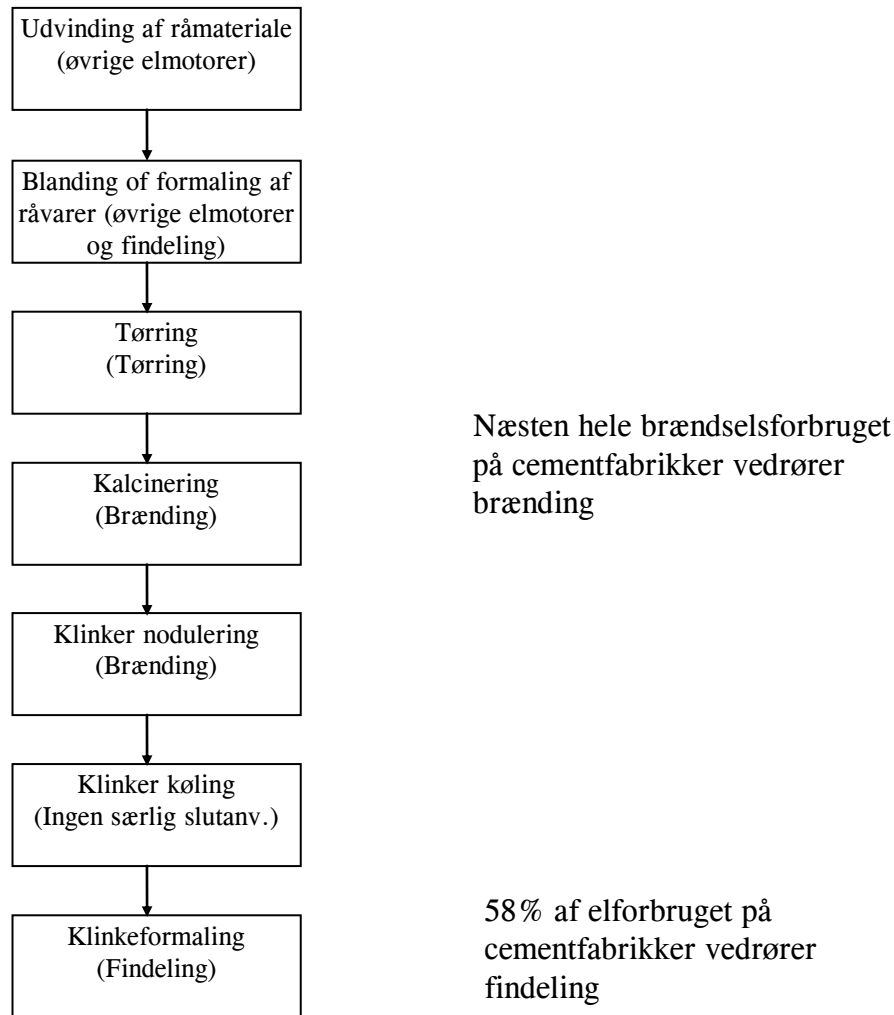 Udvinding af råmateriale
(øvrige elmotorer)
Blanding of formaling af
råvarer (øvrige elmotorer
og findeling)
Tørring
(Tørring)
Næsten hele brændselsforbruget
på cementfabrikker vedrører
brænding
Kalcinering
(Brænding)
Klinker nodulering
(Brænding)
Klinker køling
(Ingen særlig slutanv.)
Klinkeformaling
(Findeling)
58% af elforbruget på
cementfabrikker vedrører
findeling